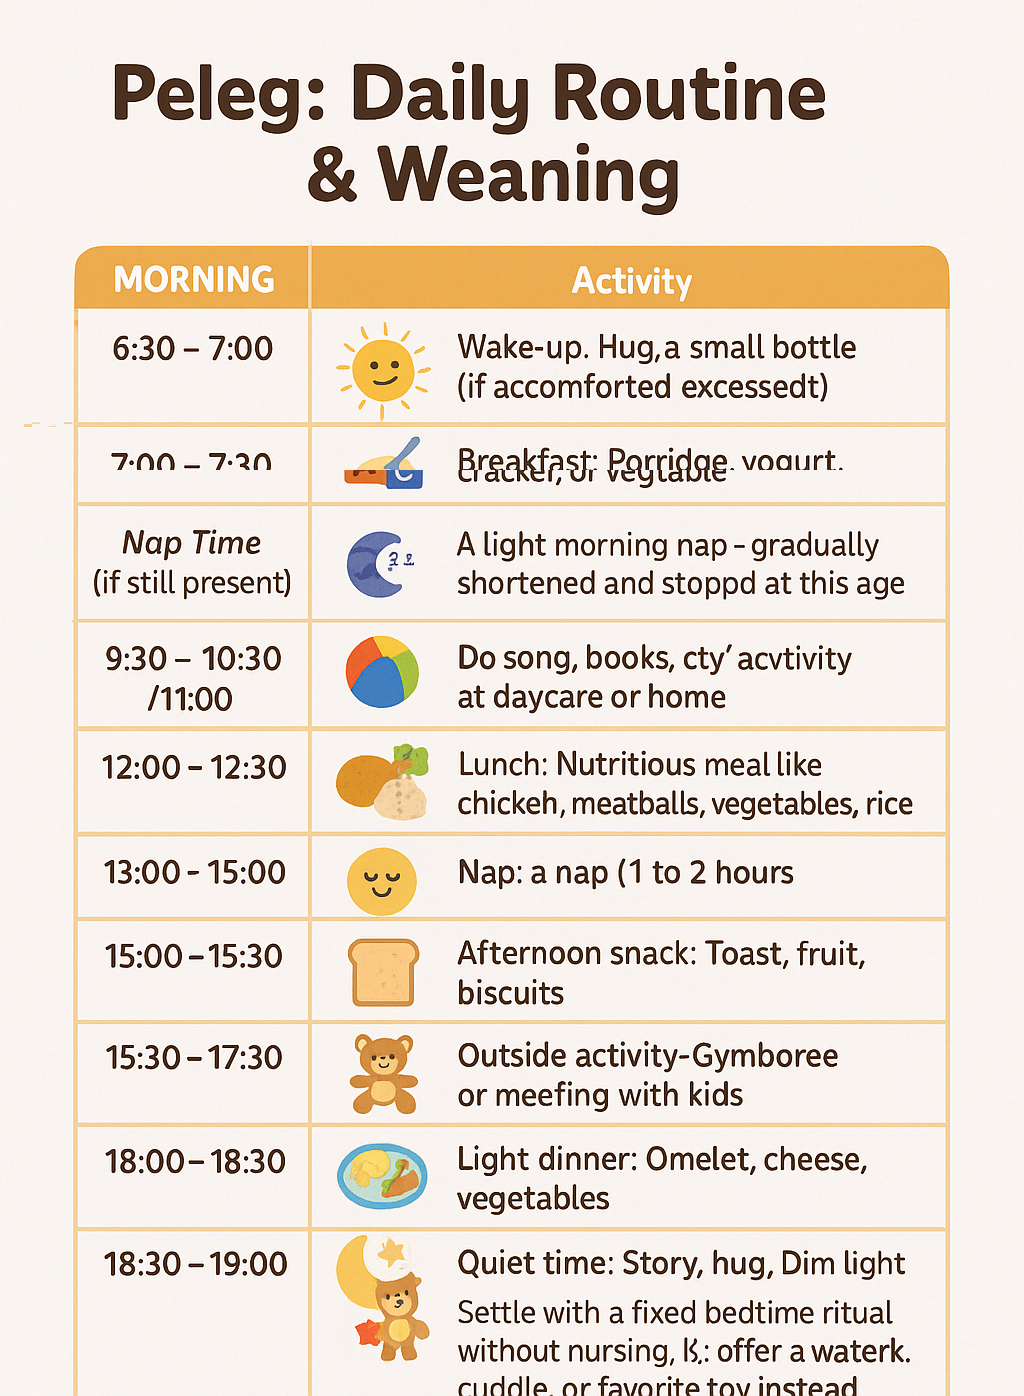 Peleg: Daily Routine
& Weaning
MORNING
Activity
6:30 – 7:00
Wake-up. Hug, a small bottle
(if accomforted excessedt)
7:00 – 7:30
Breakfast: Porridge, yogurt,
cracker, or vegtable
Nap Time
(if still present)
A light morning nap - gradually
shortened and stoppd at this age
9:30 – 10:30
/11:00
Do song, books, cty’ acvtivity
at daycare or home
12:00 – 12:30
Lunch: Nutritious meal like
chickeh, meatballs, vegetables, rice
13:00 - 15:00
Nap: a nap (1 to 2 hours
15:00 – 15:30
Afternoon snack: Toast, fruit,
biscuits
15:30 – 17:30
Outside activity-Gymboree
or meefing with kids
18:00 – 18:30
Light dinner: Omelet, cheese,
vegetables
18:30 – 19:00
Quiet time: Story, hug, Dim light
Settle with a fixed bedtime ritual
without nursing, : offer a waterk.
cuddle, or favorite toy instead